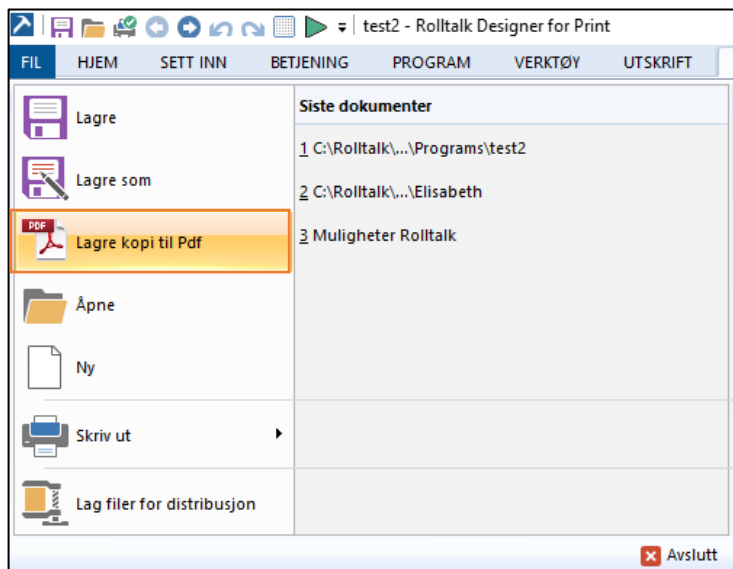 test2 - Rolltalk Designer for Print
FIL HJEM SETT INN BETJENING PROGRAM VERKTØY UTSKRIFT
Lagre
Lagre som
PDF
Lagre kopi til Pdf
Åpne
Ny
Skriv ut
Lag filer for distribusjon
Siste dokumenter
1 C:\Rolltalk\...\Programs\test2
2 C:\Rolltalk\...\Elisabeth
3 Muligheter Rolltalk
Avslutt